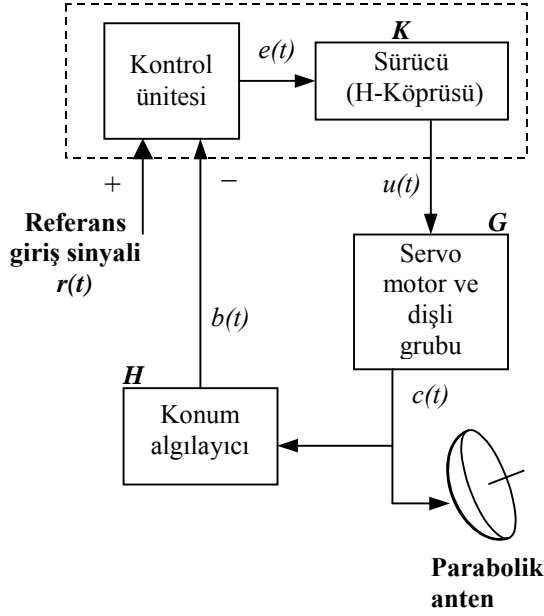 K
Kontrol
ünitesi
e(t)
Sürücü
(H-Köprüsü)
+
−
u(t)
Referans
giriş sinyali
r(t)
G
Servo
motor ve
dişli
grubu
b(t)
H
c(t)
Konum
algılayıcı
Parabolik
anten